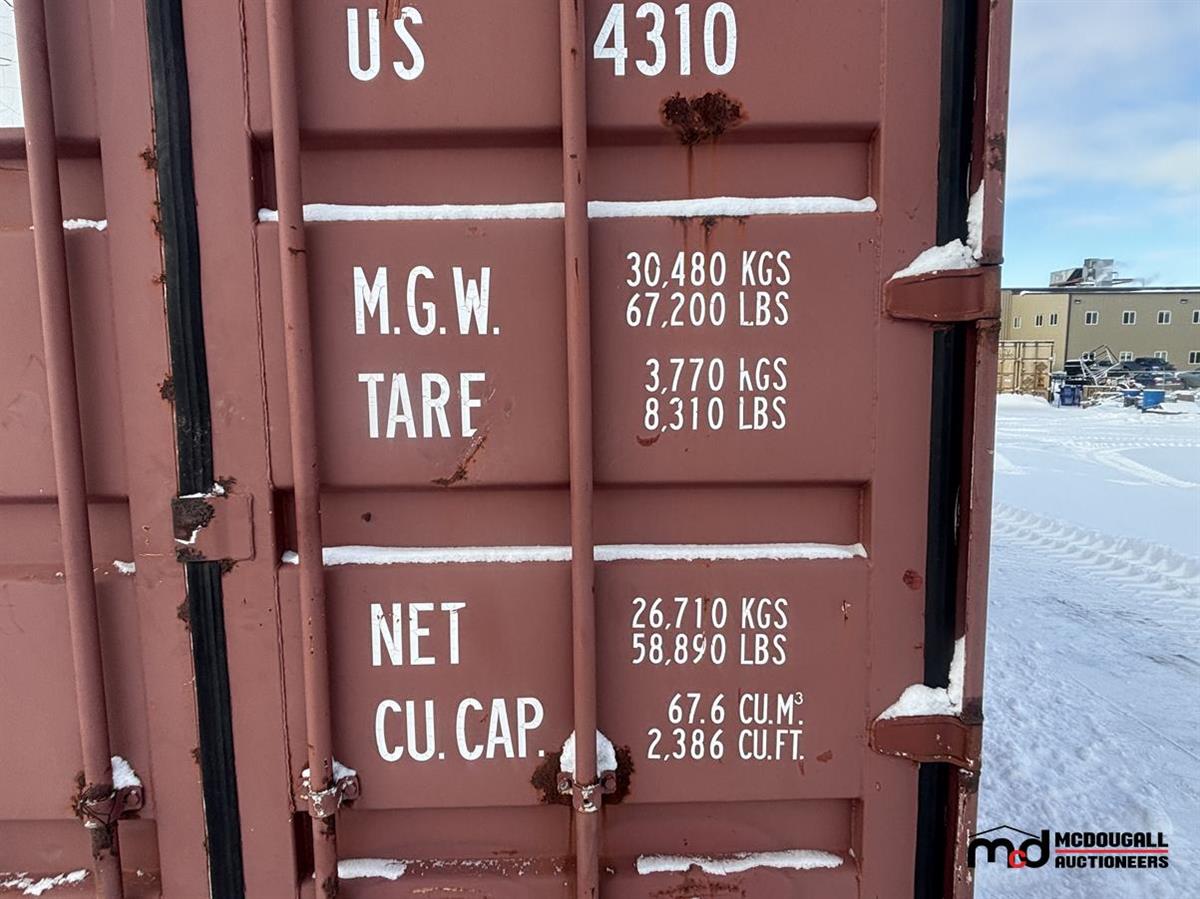 US 4310
M.G.W. 30,480 KGS
67,200 LBS
TARE 3,770 KGS
8,310 LBS
NET 26,710 KGS
58,890 LBS
CU. CAP. 67.6 CU.M³.
2,386 CU.FT.
mcd MCDOUGALL
AUCTIONEERS